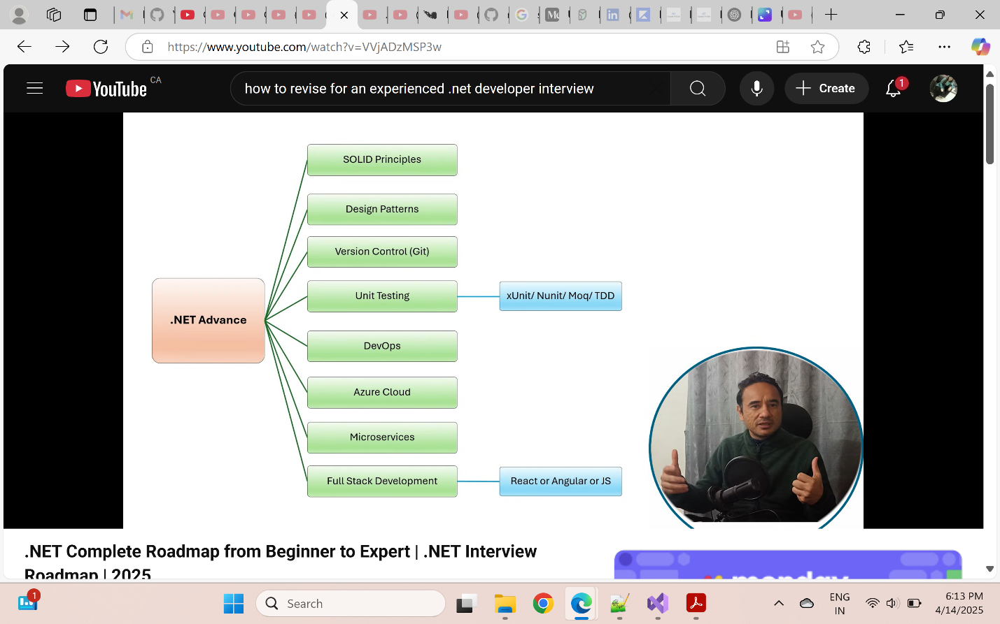 https://www.youtube.com/watch?v=VVjADzMSP3w
YouTube CA
how to revise for an experienced .net developer interview
Create
1
SOLID Principles
Design Patterns
Version Control (Git)
Unit Testing
xUnit/ Nunit/ Moq/ TDD
.NET Advance
DevOps
Azure Cloud
Microservices
Full Stack Development
React or Angular or JS
.NET Complete Roadmap from Beginner to Expert | .NET Interview
Roadmap | 2025
monday
1
Search
ENG
IN
6:13 PM
4/14/2025